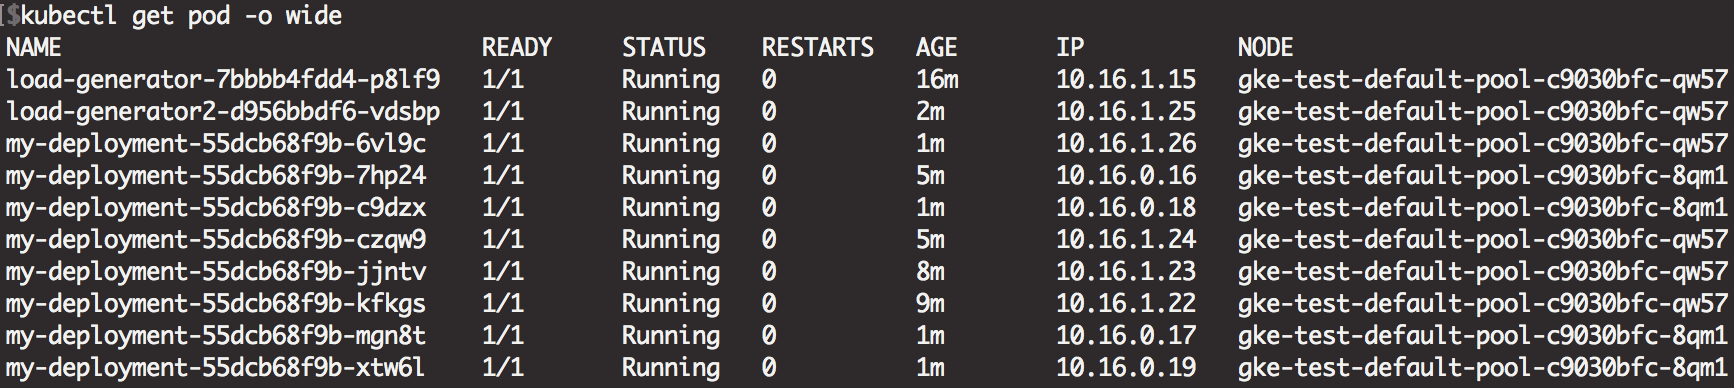 [$kubectl get pod -o wide
NAME READY STATUS RESTARTS AGE IP NODE
load-generator-7bbbb4fdd4-p8lf9 1/1 Running 0 16m 10.16.1.15 gke-test-default-pool-c9030bfc-qw57
load-generator2-d956bbdf6-vdsbp 1/1 Running 0 2m 10.16.1.25 gke-test-default-pool-c9030bfc-qw57
my-deployment-55dcb68f9b-6vl9c 1/1 Running 0 1m 10.16.1.26 gke-test-default-pool-c9030bfc-qw57
my-deployment-55dcb68f9b-7hp24 1/1 Running 0 5m 10.16.0.16 gke-test-default-pool-c9030bfc-8qm1
my-deployment-55dcb68f9b-c9dzx 1/1 Running 0 1m 10.16.0.18 gke-test-default-pool-c9030bfc-8qm1
my-deployment-55dcb68f9b-czqw9 1/1 Running 0 5m 10.16.1.24 gke-test-default-pool-c9030bfc-qw57
my-deployment-55dcb68f9b-jjntv 1/1 Running 0 8m 10.16.1.23 gke-test-default-pool-c9030bfc-qw57
my-deployment-55dcb68f9b-kfkgs 1/1 Running 0 9m 10.16.1.22 gke-test-default-pool-c9030bfc-qw57
my-deployment-55dcb68f9b-mgn8t 1/1 Running 0 1m 10.16.0.17 gke-test-default-pool-c9030bfc-8qm1
my-deployment-55dcb68f9b-xtw6l 1/1 Running 0 1m 10.16.0.19 gke-test-default-pool-c9030bfc-8qm1